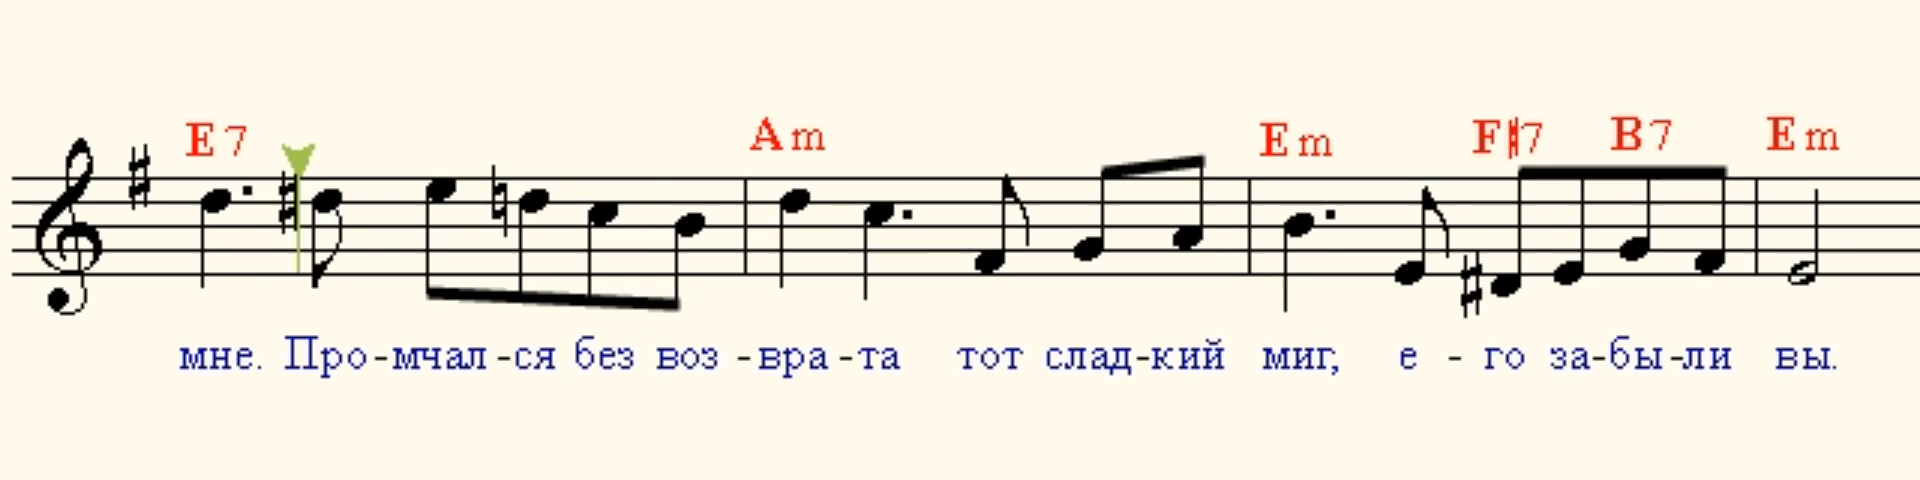 E7 Am Em F#7 B7 Em
мне. Про-мчал-ся без воз-вра-та тот слад-кий миг, е-го за-бы-ли вы.